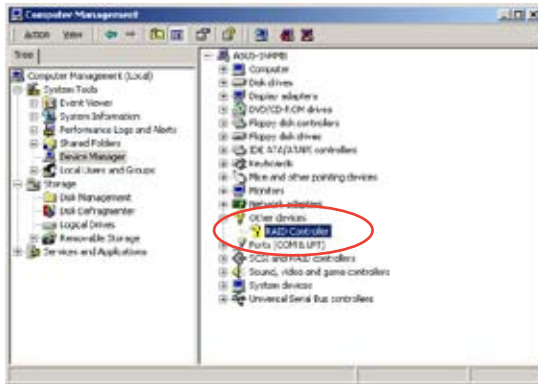 Computer Management
Action View
Tree
Computer Management (Local)
System Tools
Event Viewer
System Information
Performance Logs and Alerts
Shared Folders
Device Manager
Local Users and Groups
Storage
Disk Management
Disk Defragmenter
Logical Drives
Removable Storage
Services and Applications
Computer
Disk drives
Display adapters
DVD/CD-ROM drives
Floppy disk controllers
Floppy disk drives
IDE ATA/ATAPI controllers
Keyboards
Mice and other pointing devices
Monitors
Network adapters
Other devices
RAID Controller
Ports (COM & LPT)
SCSI and RAID controllers
Sound, video and game controllers
System devices
Universal Serial Bus controllers